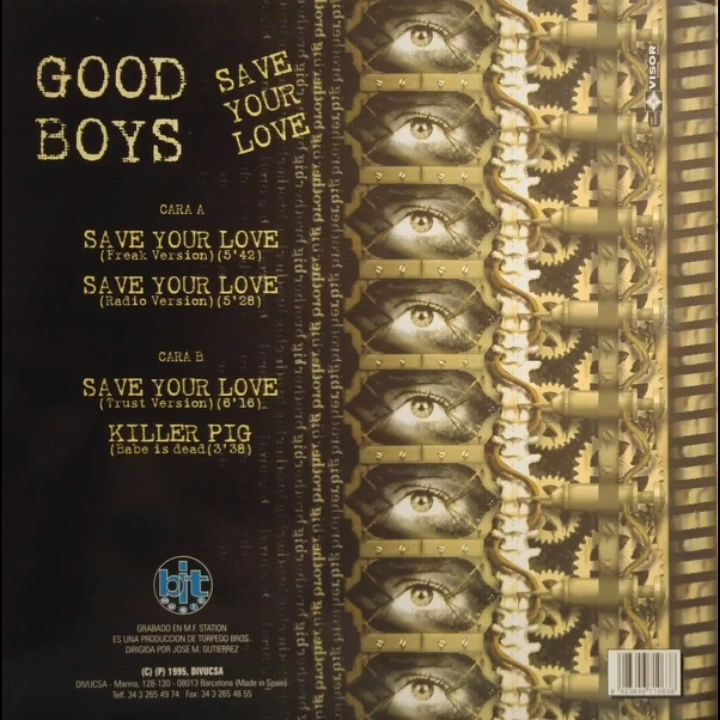 GOOD
BOYS
SAVE
YOUR
LOVE
CARA A
SAVE YOUR LOVE
(Freak Version)(5'42)
SAVE YOUR LOVE
(Radio Version)(5'28)
CARA B
SAVE YOUR LOVE
(Trust Version)(6'16)
KILLER PIG
(Babe is dead(3'38)
bit
MUSIC
GRABADO EN M.F. STATION
ES UNA PRODUCCION DE TORPEDO BROS.
DIRIGIDA POR JOSE M. GUTIERREZ
(C) (P) 1995, DIVUCSA
DIVUCSA - Marina, 128-130 - 08013 Barcelona (Made in Spain)
Telf. 34 3 265 49 74 Fax: 34 3 265 46 55
VISOR